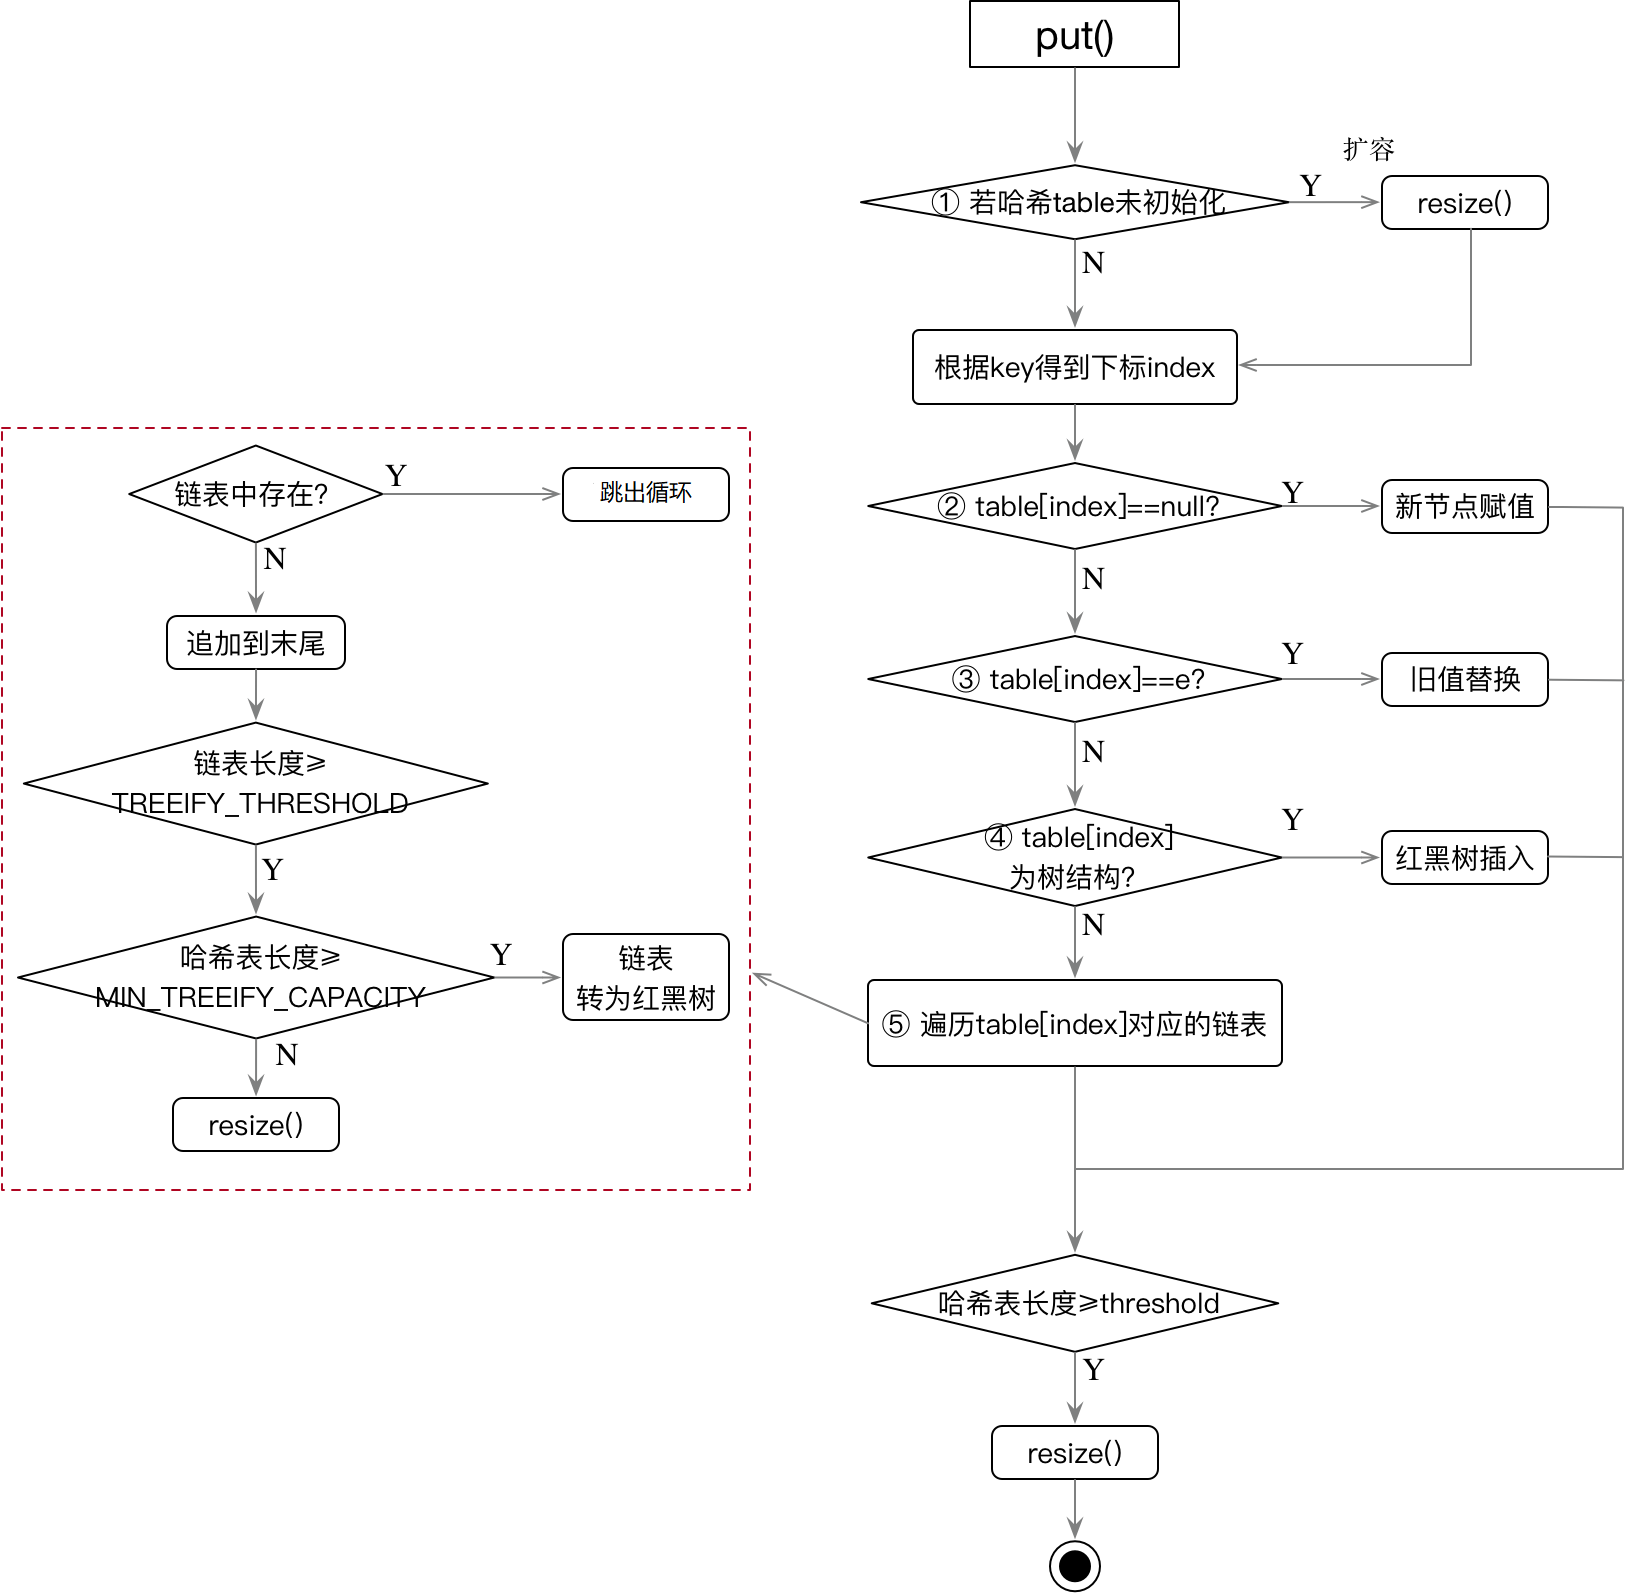 put()
① 若哈希table未初始化
Y
扩容
resize()
N
根据key得到下标index
② table[index]==null?
Y
新节点赋值
N
③ table[index]==e?
Y
旧值替换
N
④ table[index]
为树结构?
Y
红黑树插入
N
⑤ 遍历table[index]对应的链表
链表中存在?
Y
跳出循环
N
追加到末尾
链表长度≥
TREEIFY_THRESHOLD
Y
哈希表长度≥
MIN_TREEIFY_CAPACITY
Y
链表
转为红黑树
N
resize()
哈希表长度≥threshold
Y
resize()